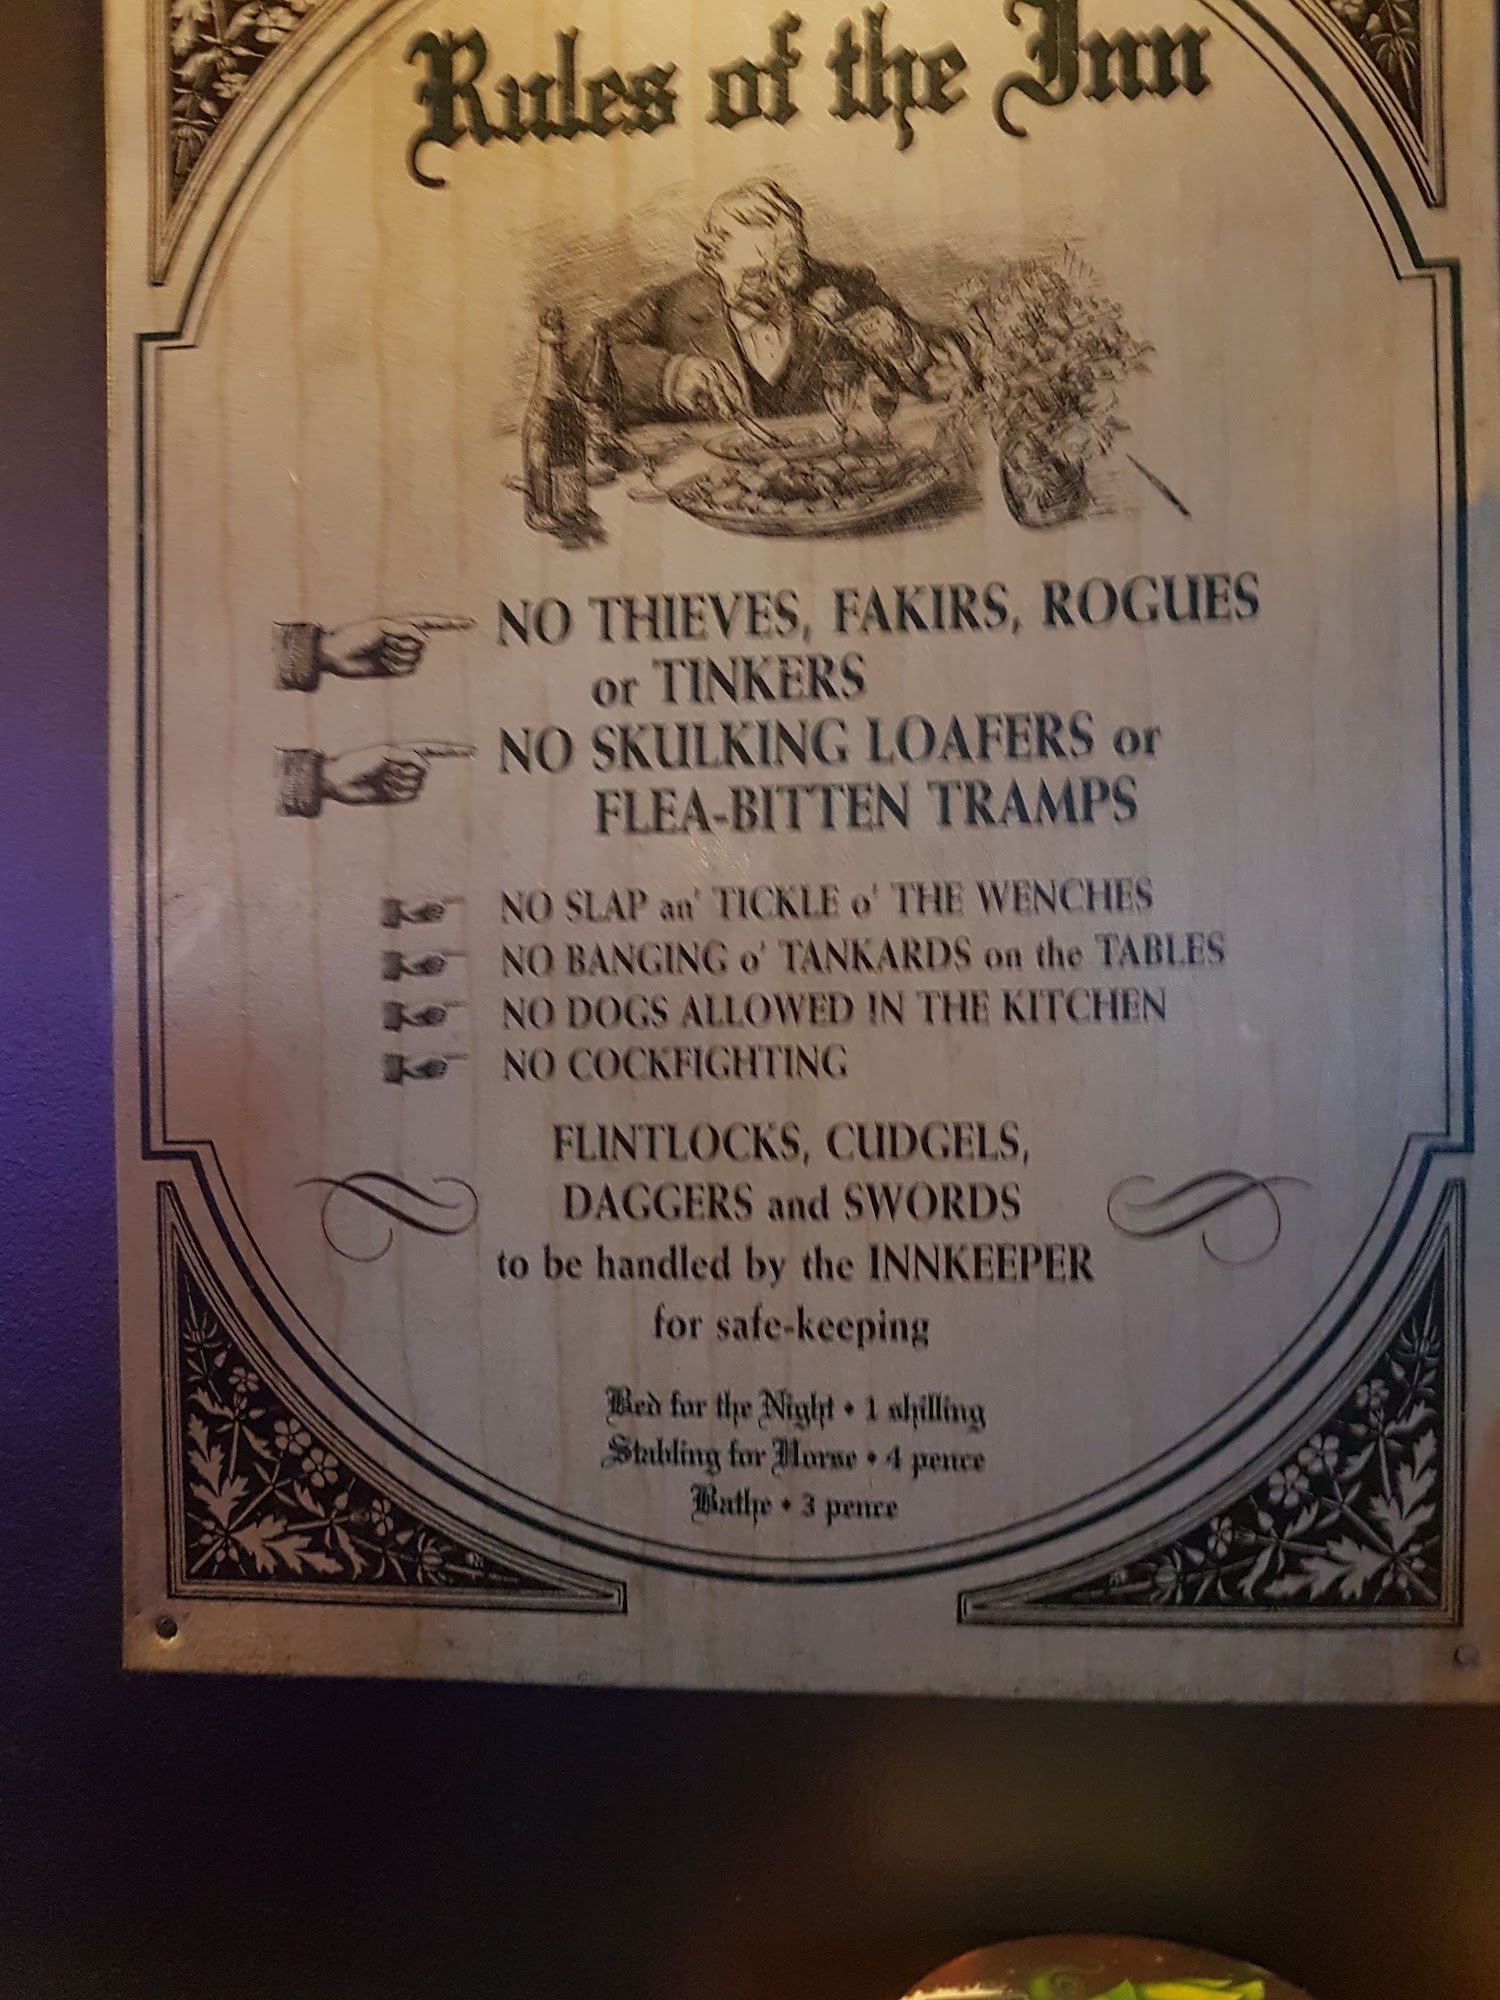 Rules of the Inn
NO THIEVES, FAKIRS, ROGUES
or TINKERS
NO SKULKING LOAFERS or
FLEA-BITTEN TRAMPS
NO SLAP an' TICKLE o' THE WENCHES
NO BANGING o' TANKARDS on the TABLES
NO DOGS ALLOWED IN THE KITCHEN
NO COCKFIGHTING
FLINTLOCKS, CUDGELS,
DAGGERS and SWORDS
to be handled by the INNKEEPER
for safe-keeping
Bed for the Night • 1 shilling
Stabling for Horse • 4 pence
Bathe • 3 pence